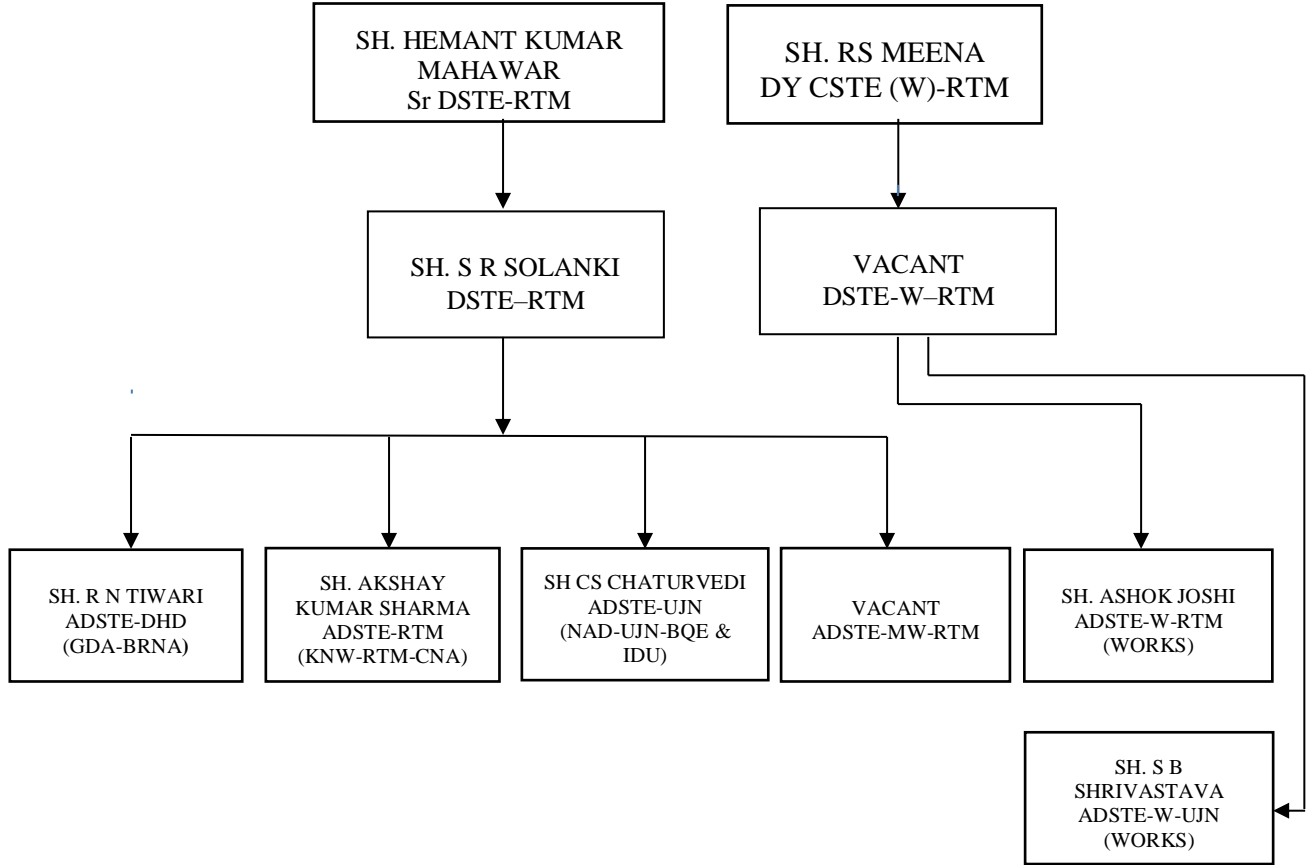 SH. HEMANT KUMAR
MAHAWAR
Sr DSTE-RTM
SH. RS MEENA
DY CSTE (W)-RTM
SH. S R SOLANKI
DSTE–RTM
VACANT
DSTE-W–RTM
SH. R N TIWARI
ADSTE-DHD
(GDA-BRNA)
SH. AKSHAY
KUMAR SHARMA
ADSTE-RTM
(KNW-RTM-CNA)
SH CS CHATURVEDI
ADSTE-UJN
(NAD-UJN-BQE &
IDU)
VACANT
ADSTE-MW-RTM
SH. ASHOK JOSHI
ADSTE-W-RTM
(WORKS)
SH. S B
SHRIVASTAVA
ADSTE-W-UJN
(WORKS)